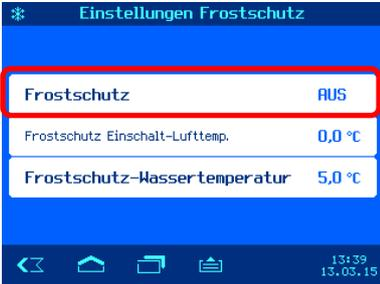 Einstellungen Frostschutz
Frostschutz AUS
Frostschutz Einschalt-Lufttemp. 0,0 °C
Frostschutz-Wassertemperatur 5,0 °C
13:39
13.03.15